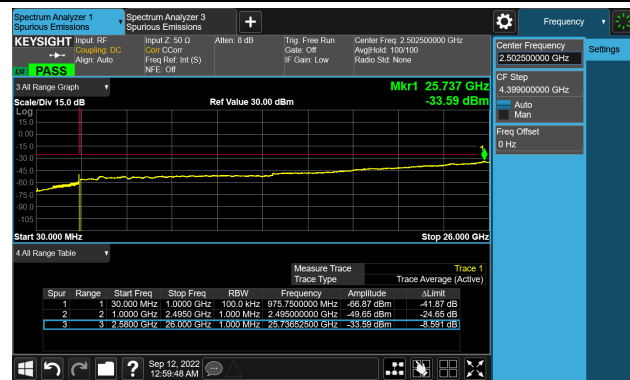 Spectrum Analyzer 1
Spurious Emissions
Spectrum Analyzer 3
Spurious Emissions
Frequency
KEYSIGHT
Input: RF
Coupling: DC
Align: Auto
Input Z: 50 Ω
Corr CCorr
Freq Ref: Int (S)
NFE: Off
Atten: 8 dB
Trig: Free Run
Gate: Off
IF Gain: Low
Center Freq: 2.502500000 GHz
Avg|Hold: 100/100
Radio Std: None
PASS
Center Frequency
2.502500000 GHz
Settings
CF Step
4.399000000 GHz
Auto
Man
Freq Offset
0 Hz
3 All Range Graph
Mkr1 25.737 GHz
-33.59 dBm
Scale/Div 15.0 dB
Ref Value 30.00 dBm
Log
15.0
0.00
-15.0
-30.0
-45.0
-60.0
-75.0
-90.0
-105
1
Start 30.000 MHz
Stop 26.000 GHz
4 All Range Table
Measure Trace Trace 1
Trace Type Trace Average (Active)
Spur Range Start Freq Stop Freq RBW Frequency Amplitude ΔLimit
1 1 30.000 MHz 1.0000 GHz 100.0 kHz 975.7500000 MHz -66.87 dBm -41.87 dB
2 2 1.0000 GHz 2.4950 GHz 1.000 MHz 2.495000000 GHz -49.65 dBm -24.65 dB
3 3 2.5800 GHz 26.000 GHz 1.000 MHz 25.73652500 GHz -33.59 dBm -8.591 dB
?
Sep 12, 2022
12:59:48 AM